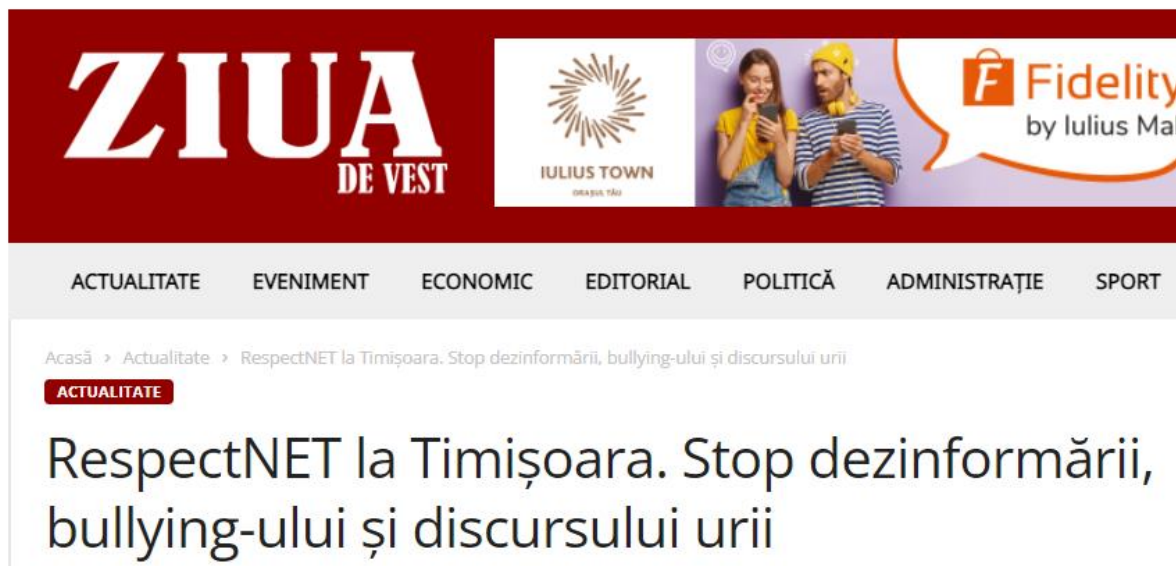 ZIUA
DE VEST
IULIUS TOWN
ORAȘUL TĂU
F Fidelity
by Iulius Mal
ACTUALITATE EVENIMENT ECONOMIC EDITORIAL POLITICĂ ADMINISTRAȚIE SPORT
Acasă › Actualitate › RespectNET la Timișoara. Stop dezinformării, bullying-ului și discursului urii
ACTUALITATE
RespectNET la Timișoara. Stop dezinformării,
bullying-ului și discursului urii